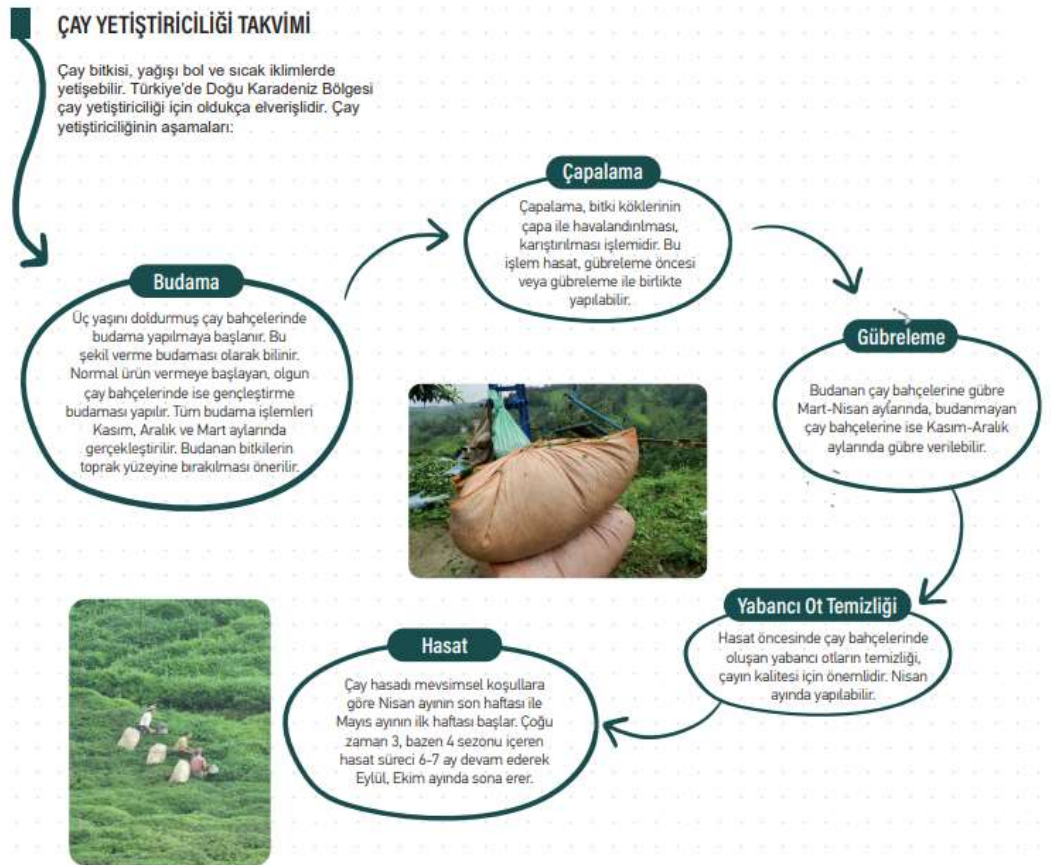 ÇAY YETİŞTİRİCİLİĞİ TAKVİMİ
Çay bitkisi, yağışı bol ve sıcak iklimlerde
yetişebilir. Türkiye'de Doğu Karadeniz Bölgesi
çay yetiştiriciliği için oldukça elverişlidir. Çay
yetiştiriciliğinin aşamaları:
Budama
Üç yaşını doldurmuş çay bahçelerinde
budama yapılmaya başlanır. Bu
şekil verme budaması olarak bilinir.
Normal ürün vermeye başlayan, olgun
çay bahçelerinde ise gençleştirme
budaması yapılır. Tüm budama işlemleri
Kasım, Aralık ve Mart aylarında
gerçekleştirilir. Budanan bitkilerin
toprak yüzeyine bırakılması önerilir.
Çapalama
Çapalama, bitki köklerinin
çapa ile havalandırılması,
karıştırılması işlemidir. Bu
işlem hasat, gübreleme öncesi
veya gübreleme ile birlikte
yapılabilir.
Gübreleme
Budanan çay bahçelerine gübre
Mart-Nisan aylarında, budanmayan
çay bahçelerine ise Kasım-Aralık
aylarında gübre verilebilir.
Yabancı Ot Temizliği
Hasat öncesinde çay bahçelerinde
oluşan yabancı otların temizliği,
çayın kalitesi için önemlidir. Nisan
ayında yapılabilir.
Hasat
Çay hasadı mevsimsel koşullara
göre Nisan ayının son haftası ile
Mayıs ayının ilk haftası başlar. Çoğu
zaman 3, bazen 4 sezonu içeren
hasat süreci 6-7 ay devam ederek
Eylül, Ekim ayında sona erer.